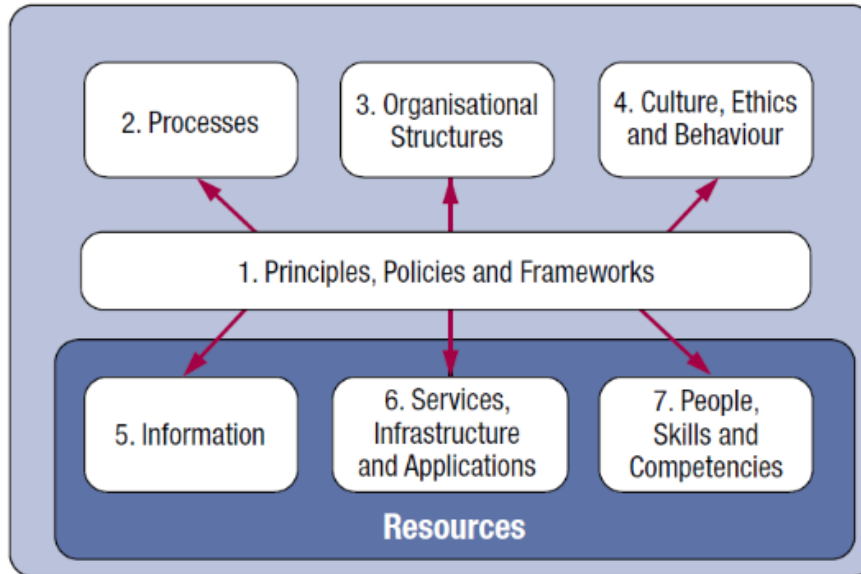 2. Processes
3. Organisational
Structures
4. Culture, Ethics
and Behaviour
1. Principles, Policies and Frameworks
5. Information
6. Services,
Infrastructure
and Applications
7. People,
Skills and
Competencies
Resources